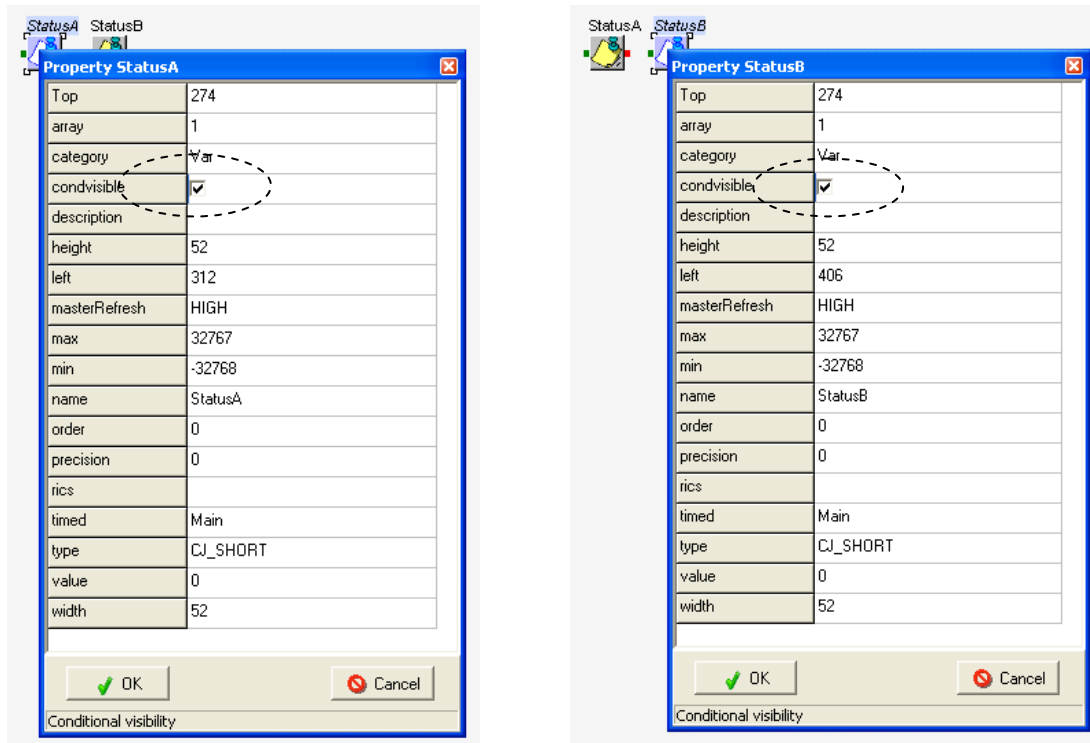 StatusA StatusB
Property StatusA
Top 274
array 1
category Var
condvisible
description
height 52
left 312
masterRefresh HIGH
max 32767
min -32768
name StatusA
order 0
precision 0
rics
timed Main
type CJ_SHORT
value 0
width 52
OK Cancel
Conditional visibility
StatusA StatusB
Property StatusB
Top 274
array 1
category Var
condvisible
description
height 52
left 406
masterRefresh HIGH
max 32767
min -32768
name StatusB
order 0
precision 0
rics
timed Main
type CJ_SHORT
value 0
width 52
OK Cancel
Conditional visibility